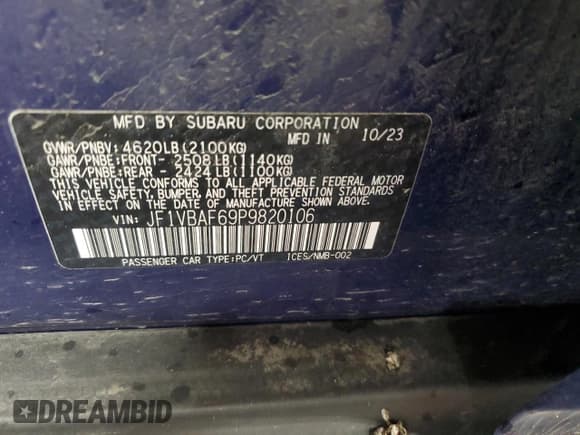 MFD BY SUBARU CORPORATION
MFD IN 10/23
GVWR/PNBV: 4620LB(2100KG)
GAWR/PNBE:FRONT- 2508LB(1140KG)
GAWR/PNBE:REAR - 2424LB(1100KG)
THIS VEHICLE CONFORMS TO ALL APPLICABLE FEDERAL MOTOR
VEHICLE SAFETY, BUMPER, AND THEFT PREVENTION STANDARDS
IN EFFECT ON THE DATE OF MANUFACTURE SHOWN ABOVE.
VIN: JF1VBAF69P9820106
PASSENGER CAR TYPE:PC/VT ICES/NMB-002
DREAMBID